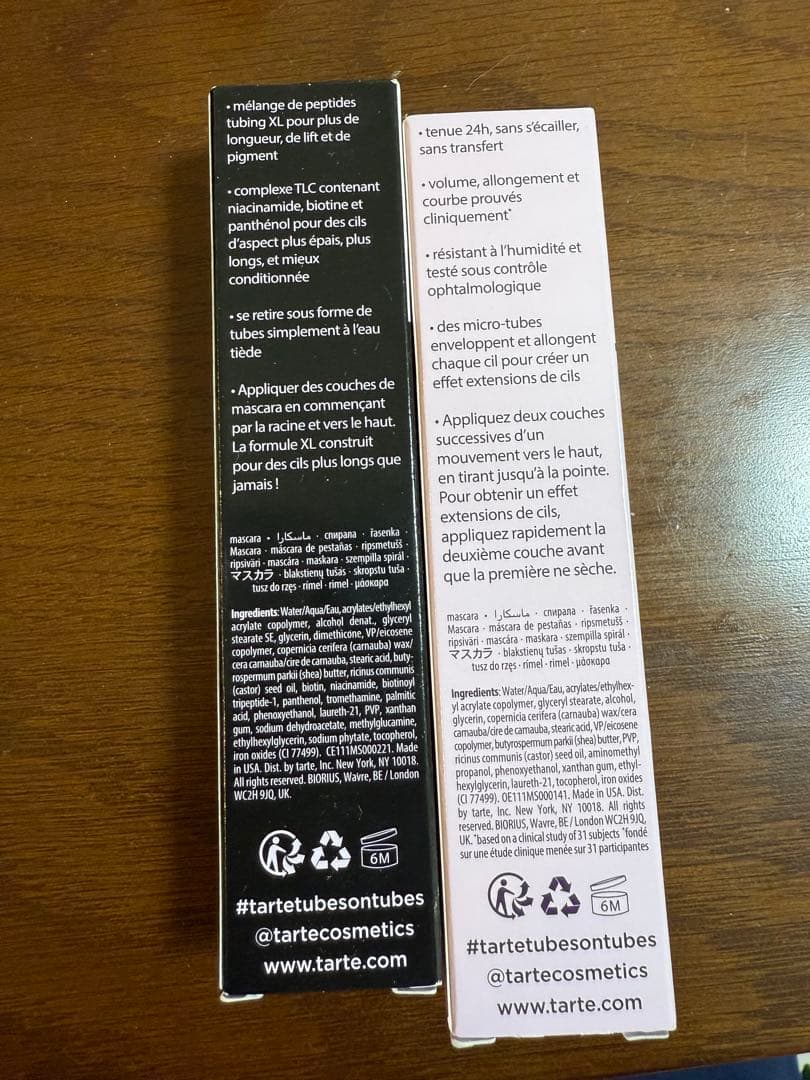 • mélange de peptides
tubing XL pour plus de
longueur, de lift et de
pigment
• complexe TLC contenant
niacinamide, biotine et
panthénol pour des cils
d'aspect plus épais, plus
longs, et mieux
conditionnée
• se retire sous forme de
tubes simplement à l'eau
tiède
• Appliquer des couches de
mascara en commençant
par la racine et vers le haut.
La formule XL construit
pour des cils plus longs que
jamais !
mascara • ماسكارا · спирала · řasenka ·
Mascara · máscara de pestañas · ripsmetušš ·
ripsiväri · mascára · maskara · szempilla spirál ·
マスカラ · blakstienų tušas · skropstu tuša ·
tusz do rzęs · rimel · rímel · μάσκαρα
Ingredients: Water/Aqua/Eau, acrylates/ethylhexyl
acrylate copolymer, alcohol denat., glyceryl
stearate SE, glycerin, dimethicone, VP/eicosene
copolymer, copernicia cerifera (carnauba) wax/
cera carnauba/cire de carnauba, stearic acid, buty-
rospermum parkii (shea) butter, ricinus communis
(castor) seed oil, biotin, niacinamide, biotinoyl
tripeptide-1, panthenol, tromethamine, palmitic
acid, phenoxyethanol, laureth-21, PVP, xanthan
gum, sodium dehydroacetate, methylglucamine,
ethylhexylglycerin, sodium phytate, tocopherol,
iron oxides (CI 77499). CE111MS000221. Made
in USA. Dist. by tarte, Inc. New York, NY 10018.
All rights reserved. BIORIUS, Wavre, BE / London
WC2H 9JQ, UK.
6M
#tartetubesontubes
@tartecosmetics
www.tarte.com
• tenue 24h, sans s'écailler,
sans transfert
• volume, allongement et
courbe prouvés
cliniquement*
• résistant à l'humidité et
testé sous contrôle
ophtalmologique
• des micro-tubes
enveloppent et allongent
chaque cil pour créer un
effet extensions de cils
• Appliquez deux couches
successives d'un
mouvement vers le haut,
en tirant jusqu'à la pointe.
Pour obtenir un effet
extensions de cils,
appliquez rapidement la
deuxième couche avant
que la première ne sèche.
mascara • ماسكارا · спирала · řasenka ·
Mascara · máscara de pestañas · ripsmetušš ·
ripsiväri · mascára · maskara · szempilla spirál ·
マスカラ · blakstienų tušas · skropstu tuša ·
tusz do rzęs · rímel · rimel · μάσκαρα
Ingredients: Water/Aqua/Eau, acrylates/ethylhex-
yl acrylate copolymer, glyceryl stearate, alcohol,
glycerin, copernicia cerifera (carnauba) wax/cera
carnauba/cire de carnauba, stearic acid, VP/eicosene
copolymer, butyrospermum parkii (shea) butter, PVP,
ricinus communis (castor) seed oil, aminomethyl
propanol, phenoxyethanol, xanthan gum, ethyl-
hexylglycerin, laureth-21, tocopherol, iron oxides
(CI 77499). OE111MS000141. Made in USA. Dist.
by tarte, Inc. New York, NY 10018. All rights
reserved. BIORIUS, Wavre, BE / London WC2H 9JQ,
UK. *based on a clinical study of 31 subjects *fondé
sur une étude clinique menée sur 31 participants
6M
#tartetubesontubes
@tartecosmetics
www.tarte.com